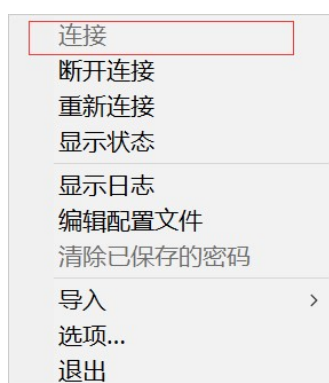 连接
断开连接
重新连接
显示状态
显示日志
编辑配置文件
清除已保存的密码
导入
选项...
退出